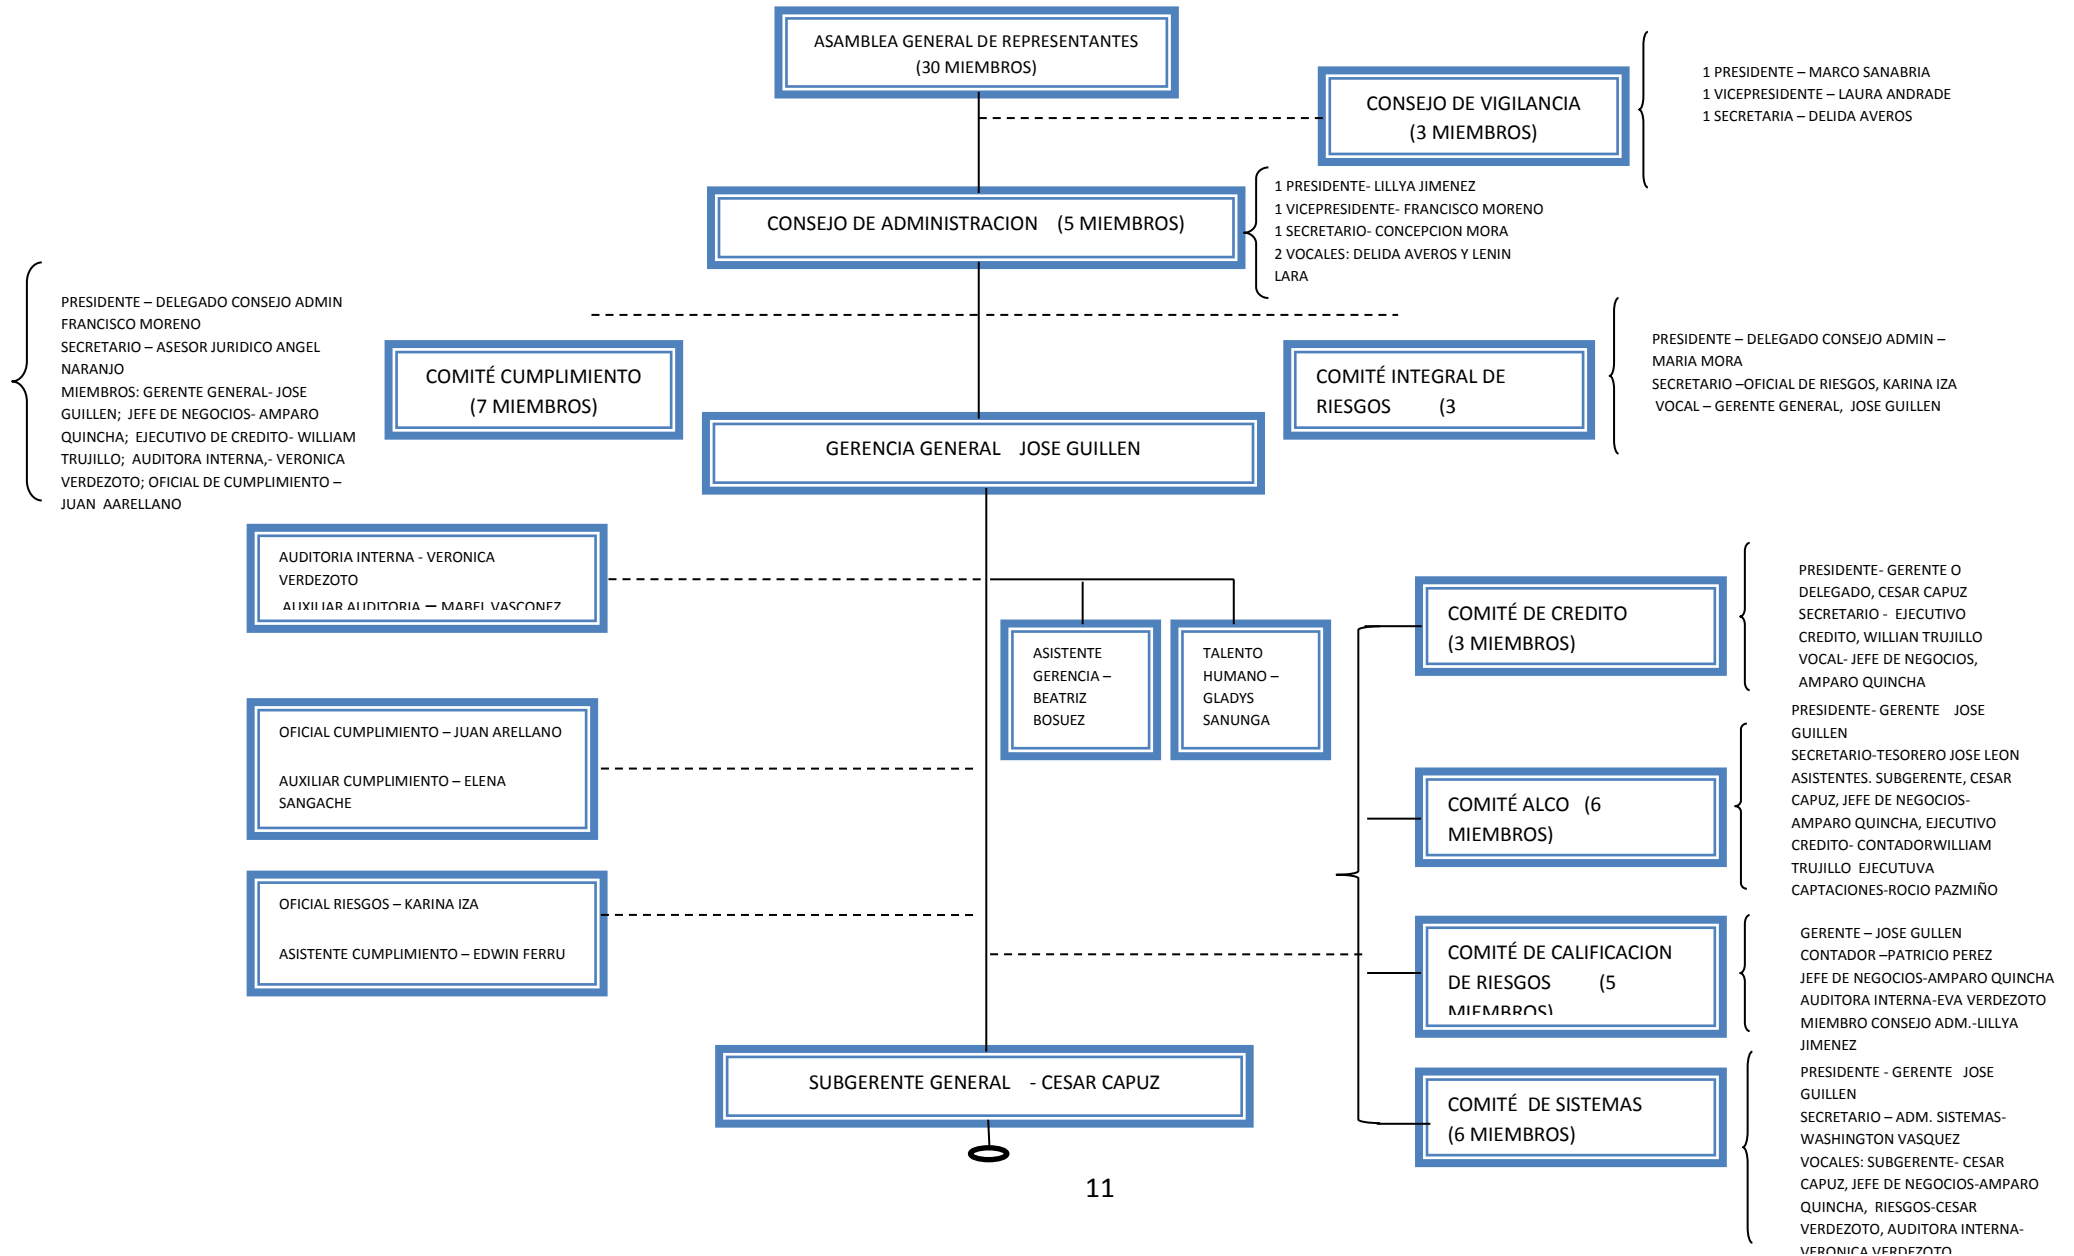 ASAMBLEA GENERAL DE REPRESENTANTES
(30 MIEMBROS)
CONSEJO DE VIGILANCIA
(3 MIEMBROS)
1 PRESIDENTE – MARCO SANABRIA
1 VICEPRESIDENTE – LAURA ANDRADE
1 SECRETARIA – DELIDA AVEROS
CONSEJO DE ADMINISTRACION (5 MIEMBROS)
1 PRESIDENTE- LILLYA JIMENEZ
1 VICEPRESIDENTE- FRANCISCO MORENO
1 SECRETARIO- CONCEPCION MORA
2 VOCALES: DELIDA AVEROS Y LENIN
LARA
PRESIDENTE – DELEGADO CONSEJO ADMIN
FRANCISCO MORENO
SECRETARIO – ASESOR JURIDICO ANGEL
NARANJO
MIEMBROS: GERENTE GENERAL- JOSE
GUILLEN; JEFE DE NEGOCIOS- AMPARO
QUINCHA; EJECUTIVO DE CREDITO- WILLIAM
TRUJILLO; AUDITORA INTERNA,- VERONICA
VERDEZOTO; OFICIAL DE CUMPLIMIENTO –
JUAN AARELLANO
COMITÉ CUMPLIMIENTO
(7 MIEMBROS)
COMITÉ INTEGRAL DE
RIESGOS (3
PRESIDENTE – DELEGADO CONSEJO ADMIN –
MARIA MORA
SECRETARIO –OFICIAL DE RIESGOS, KARINA IZA
VOCAL – GERENTE GENERAL, JOSE GUILLEN
GERENCIA GENERAL JOSE GUILLEN
AUDITORIA INTERNA - VERONICA
VERDEZOTO
AUXILIAR AUDITORIA – MABEL VASCONEZ
ASISTENTE
GERENCIA –
BEATRIZ
BOSUEZ
TALENTO
HUMANO –
GLADYS
SANUNGA
COMITÉ DE CREDITO
(3 MIEMBROS)
PRESIDENTE- GERENTE O
DELEGADO, CESAR CAPUZ
SECRETARIO - EJECUTIVO
CREDITO, WILLIAN TRUJILLO
VOCAL- JEFE DE NEGOCIOS,
AMPARO QUINCHA
OFICIAL CUMPLIMIENTO – JUAN ARELLANO
AUXILIAR CUMPLIMIENTO – ELENA
SANGACHE
COMITÉ ALCO (6
MIEMBROS)
PRESIDENTE- GERENTE JOSE
GUILLEN
SECRETARIO-TESORERO JOSE LEON
ASISTENTES. SUBGERENTE, CESAR
CAPUZ, JEFE DE NEGOCIOS-
AMPARO QUINCHA, EJECUTIVO
CREDITO- CONTADORWILLIAM
TRUJILLO EJECUTUVA
CAPTACIONES-ROCIO PAZMIÑO
OFICIAL RIESGOS – KARINA IZA
ASISTENTE CUMPLIMIENTO – EDWIN FERRU
COMITÉ DE CALIFICACION
DE RIESGOS (5
MIEMBROS)
GERENTE – JOSE GULLEN
CONTADOR –PATRICIO PEREZ
JEFE DE NEGOCIOS-AMPARO QUINCHA
AUDITORA INTERNA-EVA VERDEZOTO
MIEMBRO CONSEJO ADM.-LILLYA
JIMENEZ
SUBGERENTE GENERAL - CESAR CAPUZ
COMITÉ DE SISTEMAS
(6 MIEMBROS)
PRESIDENTE - GERENTE JOSE
GUILLEN
SECRETARIO – ADM. SISTEMAS-
WASHINGTON VASQUEZ
VOCALES: SUBGERENTE- CESAR
CAPUZ, JEFE DE NEGOCIOS-AMPARO
QUINCHA, RIESGOS-CESAR
VERDEZOTO, AUDITORA INTERNA-
VERONICA VERDEZOTO
11